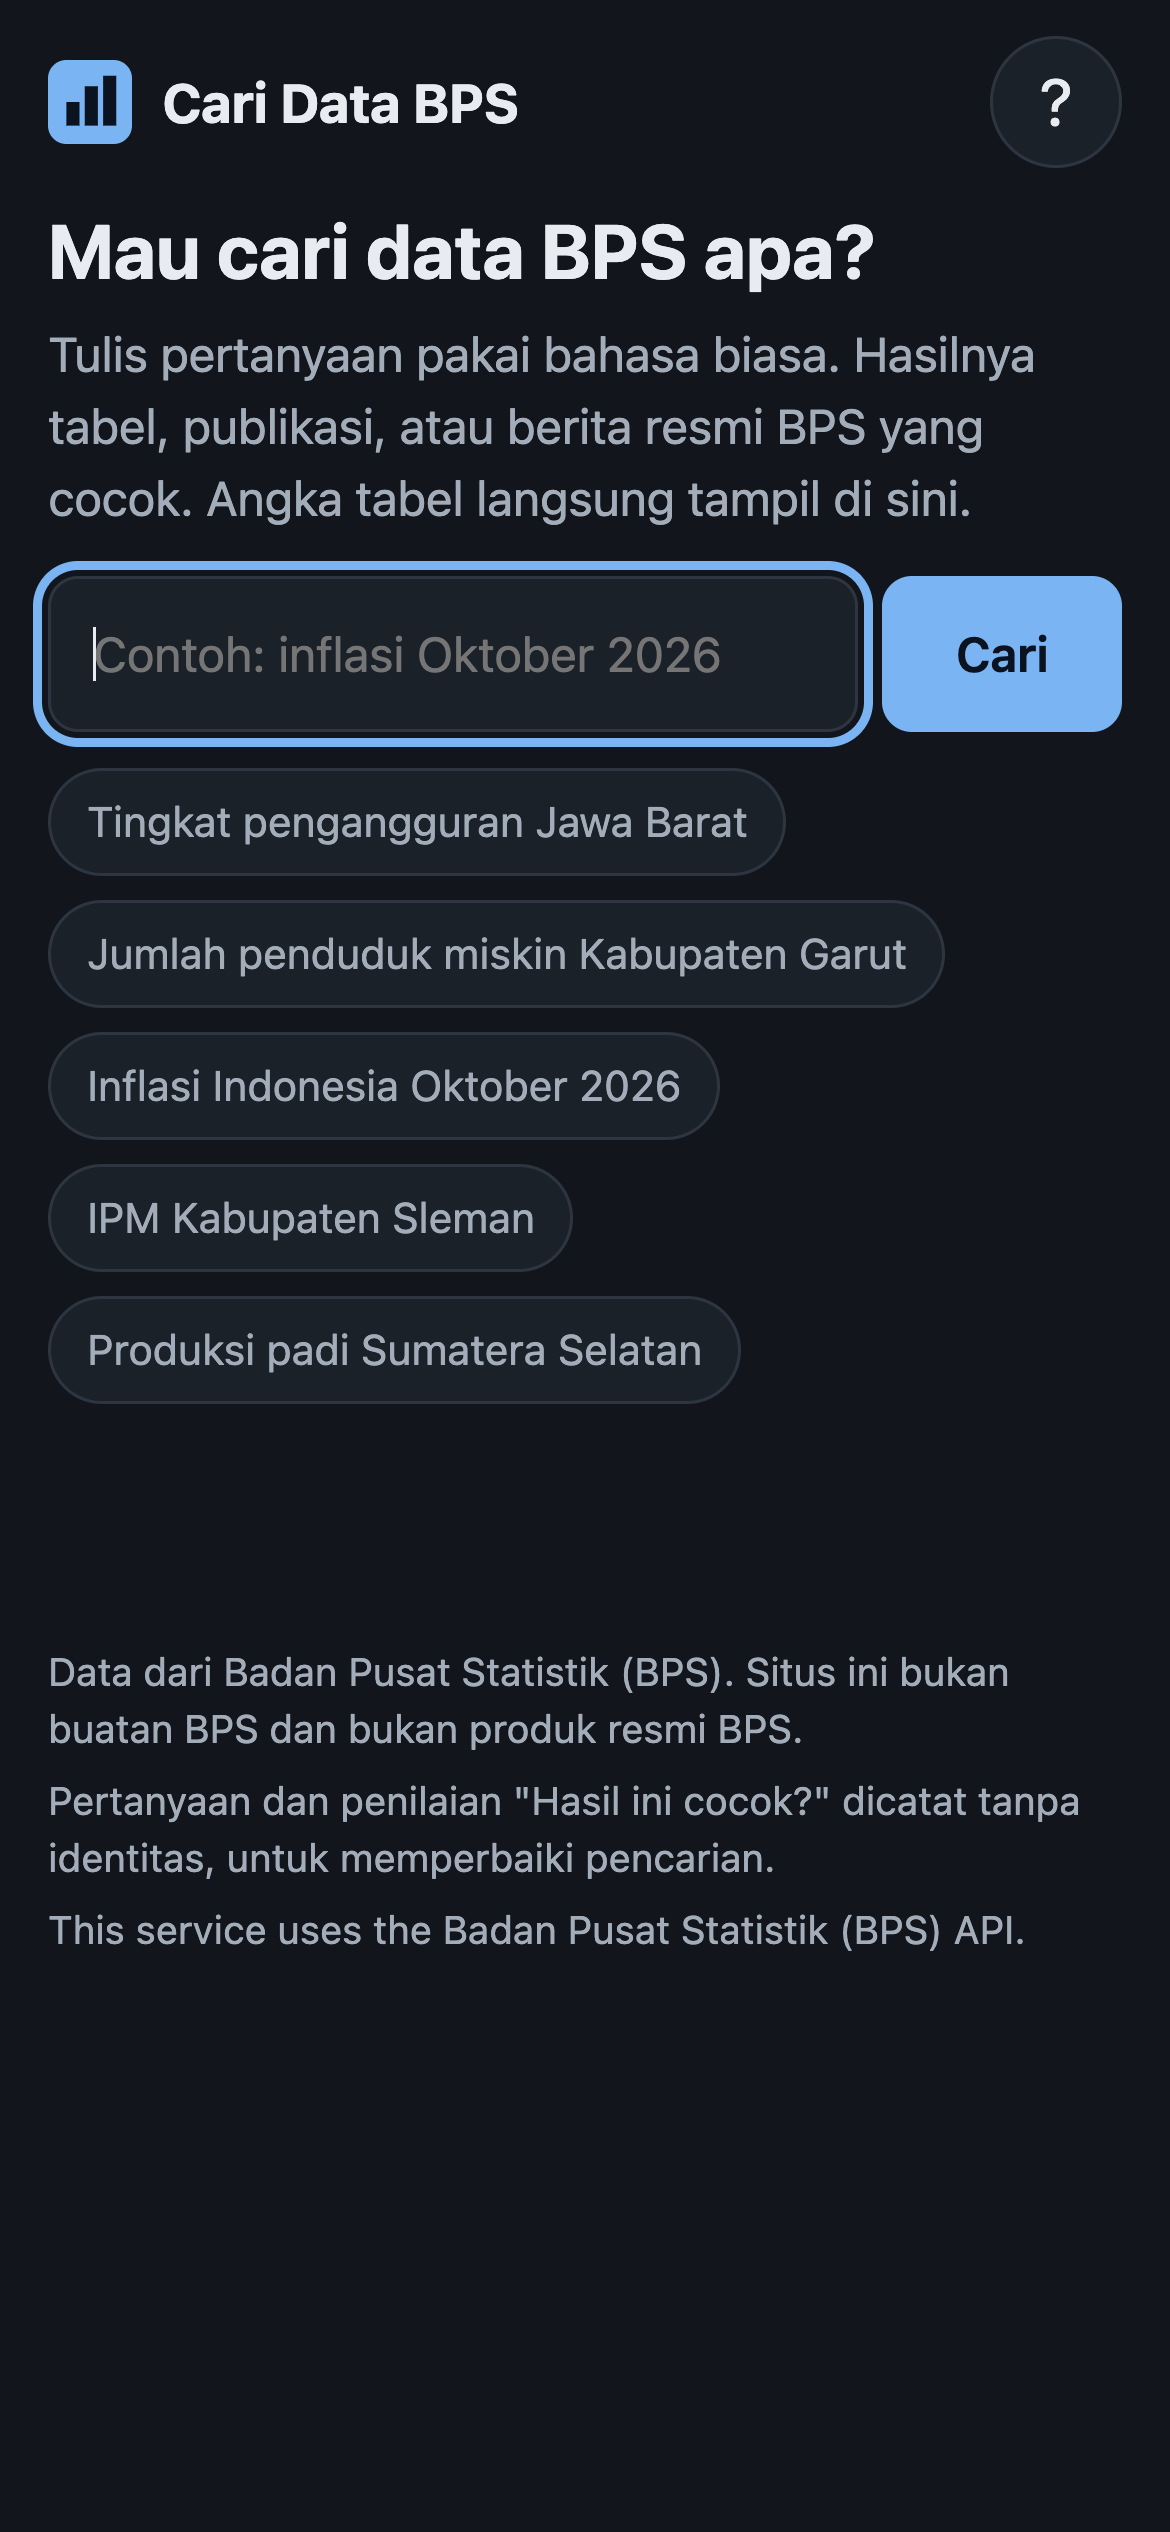 Cari Data BPS
?
Mau cari data BPS apa?
Tulis pertanyaan pakai bahasa biasa. Hasilnya
tabel, publikasi, atau berita resmi BPS yang
cocok. Angka tabel langsung tampil di sini.
Contoh: inflasi Oktober 2026
Cari
Tingkat pengangguran Jawa Barat
Jumlah penduduk miskin Kabupaten Garut
Inflasi Indonesia Oktober 2026
IPM Kabupaten Sleman
Produksi padi Sumatera Selatan
Data dari Badan Pusat Statistik (BPS). Situs ini bukan
buatan BPS dan bukan produk resmi BPS.
Pertanyaan dan penilaian "Hasil ini cocok?" dicatat tanpa
identitas, untuk memperbaiki pencarian.
This service uses the Badan Pusat Statistik (BPS) API.